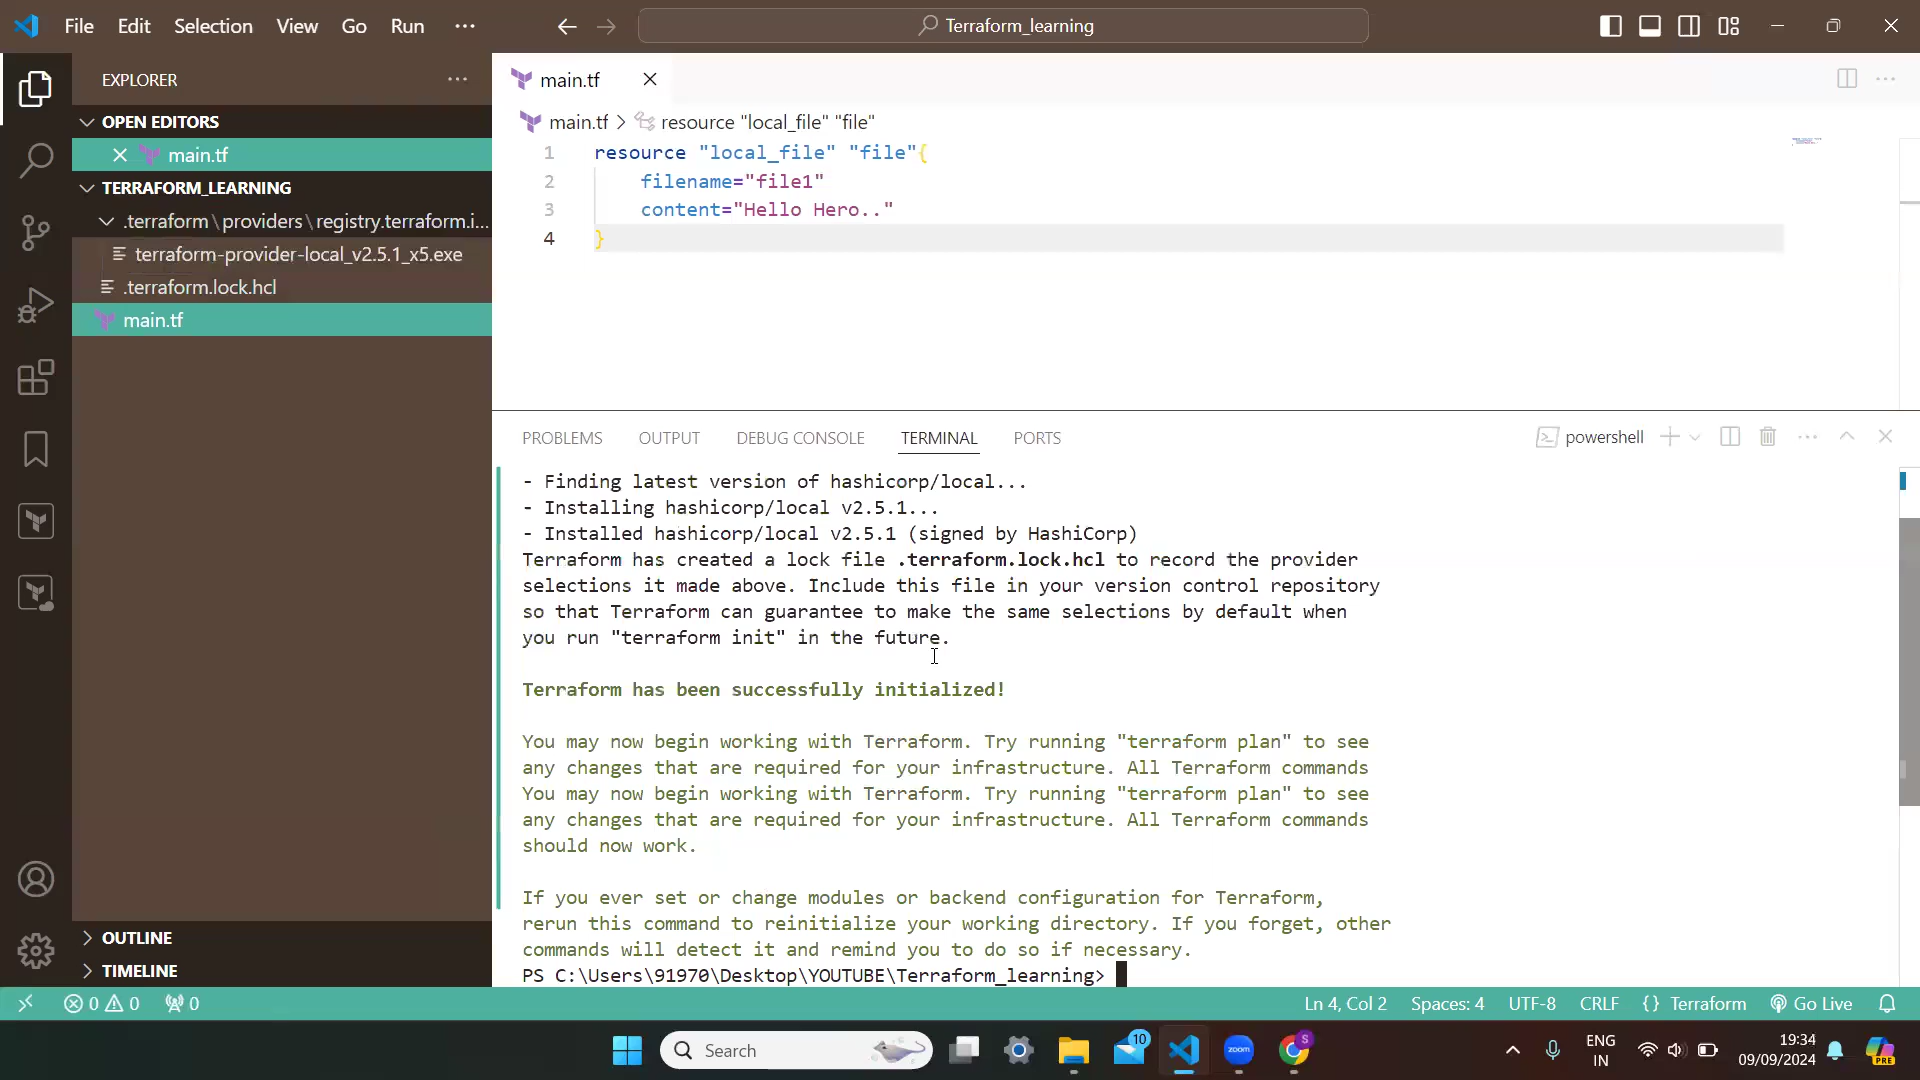 File Edit Selection View Go Run ···
Terraform_learning
EXPLORER
OPEN EDITORS
main.tf
TERRAFORM_LEARNING
.terraform\providers\registry.terraform.i...
terraform-provider-local_v2.5.1_x5.exe
.terraform.lock.hcl
main.tf
OUTLINE
TIMELINE
main.tf
main.tf > resource "local_file" "file"
1 resource "local_file" "file"{
2 filename="file1"
3 content="Hello Hero.."
4 }
PROBLEMS OUTPUT DEBUG CONSOLE TERMINAL PORTS
powershell
- Finding latest version of hashicorp/local...
- Installing hashicorp/local v2.5.1...
- Installed hashicorp/local v2.5.1 (signed by HashiCorp)
Terraform has created a lock file .terraform.lock.hcl to record the provider
selections it made above. Include this file in your version control repository
so that Terraform can guarantee to make the same selections by default when
you run "terraform init" in the future.
Terraform has been successfully initialized!
You may now begin working with Terraform. Try running "terraform plan" to see
any changes that are required for your infrastructure. All Terraform commands
You may now begin working with Terraform. Try running "terraform plan" to see
any changes that are required for your infrastructure. All Terraform commands
should now work.
If you ever set or change modules or backend configuration for Terraform,
rerun this command to reinitialize your working directory. If you forget, other
commands will detect it and remind you to do so if necessary.
PS C:\Users\91970\Desktop\YOUTUBE\Terraform_learning>
0 0 0
Ln 4, Col 2 Spaces: 4 UTF-8 CRLF {} Terraform Go Live
Search
10
zoom
S
ENG
IN
19:34
09/09/2024
PRE